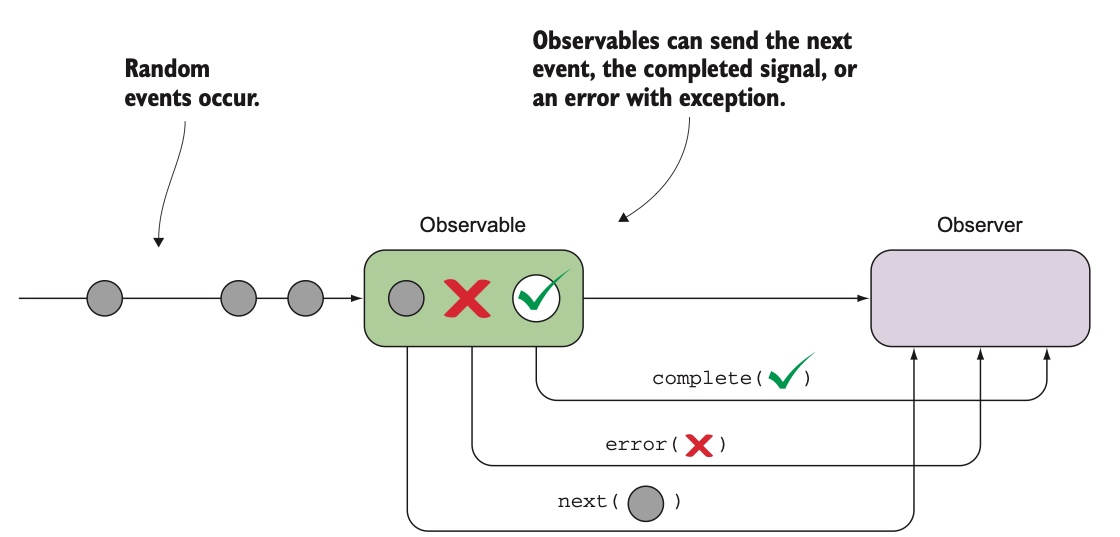 Random
events occur.
Observables can send the next
event, the completed signal, or
an error with exception.
Observable
Observer
complete( )
error( )
next( )